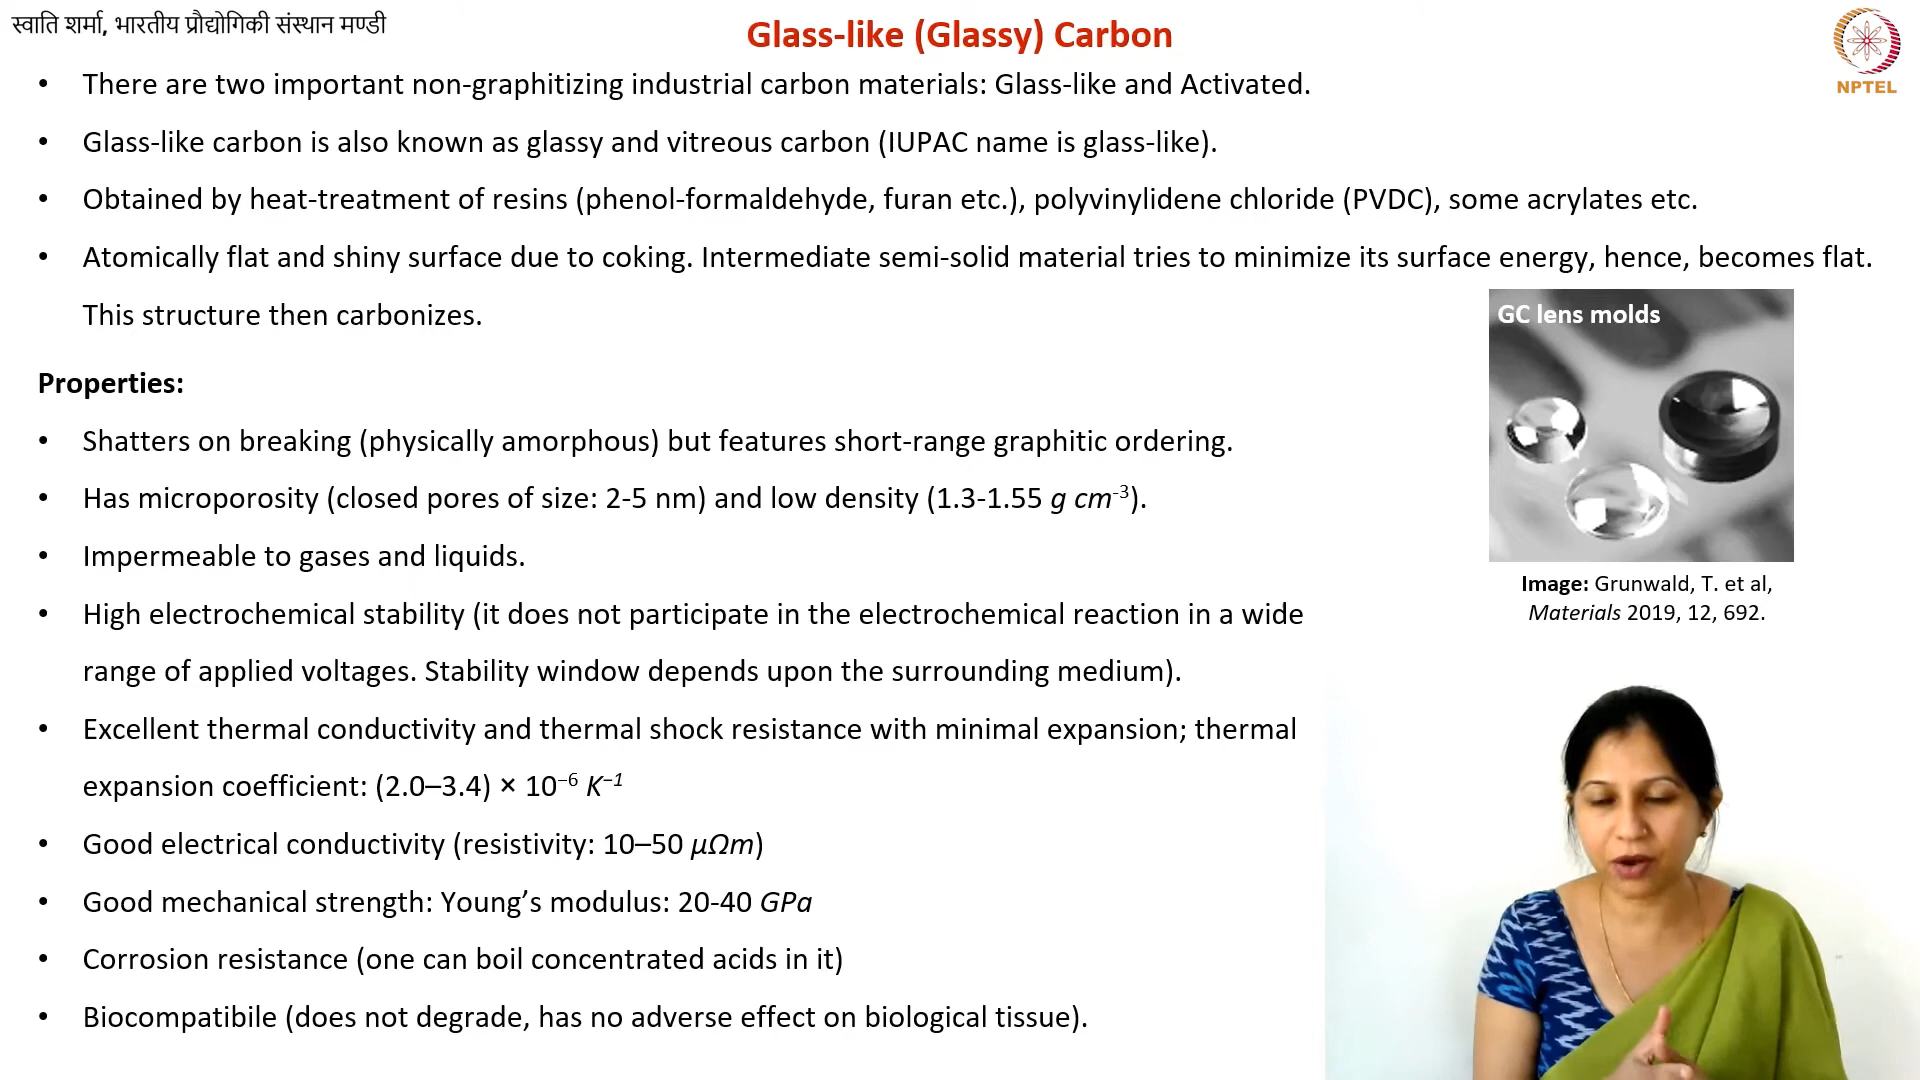 स्वाति शर्मा, भारतीय प्रौद्योगिकी संस्थान मण्डी
Glass-like (Glassy) Carbon
NPTEL
• There are two important non-graphitizing industrial carbon materials: Glass-like and Activated.
• Glass-like carbon is also known as glassy and vitreous carbon (IUPAC name is glass-like).
• Obtained by heat-treatment of resins (phenol-formaldehyde, furan etc.), polyvinylidene chloride (PVDC), some acrylates etc.
• Atomically flat and shiny surface due to coking. Intermediate semi-solid material tries to minimize its surface energy, hence, becomes flat.
This structure then carbonizes.
GC lens molds
Image: Grunwald, T. et al,
Materials 2019, 12, 692.
Properties:
• Shatters on breaking (physically amorphous) but features short-range graphitic ordering.
• Has microporosity (closed pores of size: 2-5 nm) and low density (1.3-1.55 g cm⁻³).
• Impermeable to gases and liquids.
• High electrochemical stability (it does not participate in the electrochemical reaction in a wide
range of applied voltages. Stability window depends upon the surrounding medium).
• Excellent thermal conductivity and thermal shock resistance with minimal expansion; thermal
expansion coefficient: (2.0–3.4) × 10⁻⁶ K⁻¹
• Good electrical conductivity (resistivity: 10–50 μΩm)
• Good mechanical strength: Young’s modulus: 20-40 GPa
• Corrosion resistance (one can boil concentrated acids in it)
• Biocompatibile (does not degrade, has no adverse effect on biological tissue).